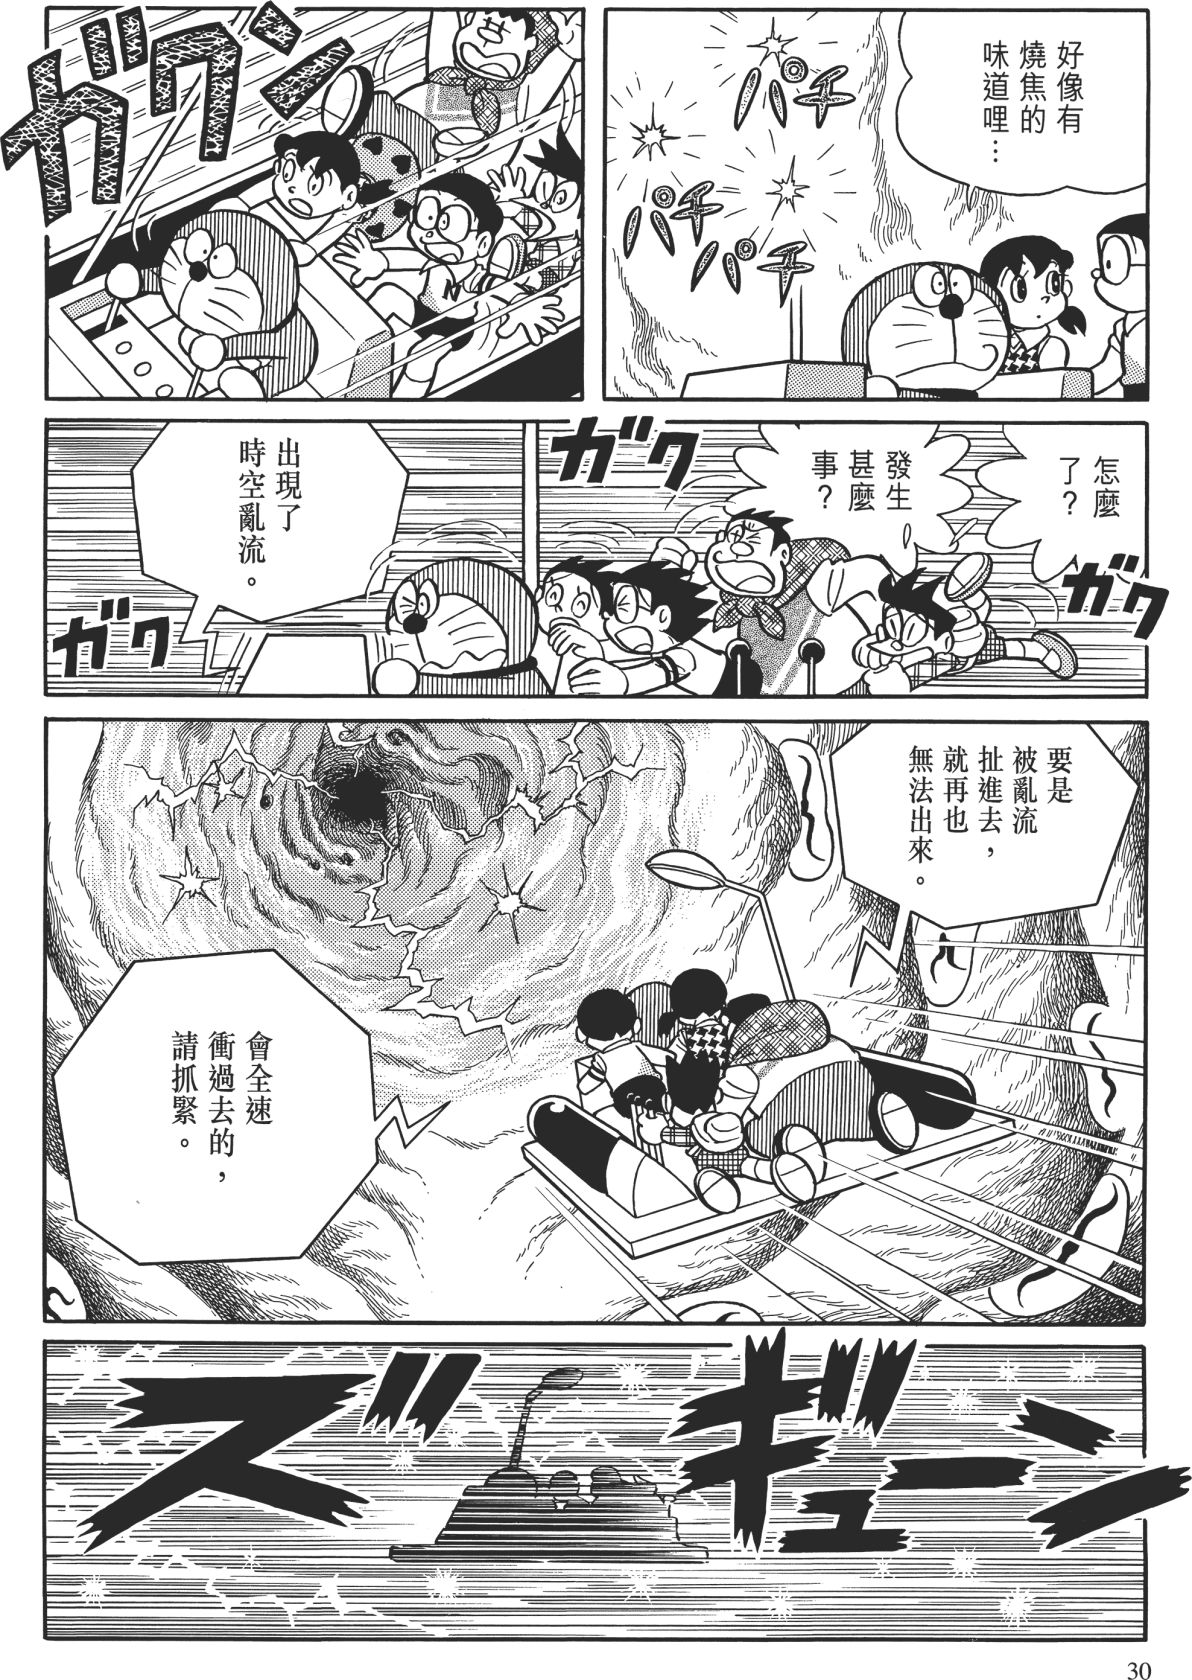 好像有
燒焦的
味道哩…
パチ
パチ
パチ
ガクン
怎麼
了？
發生
甚麼
事？
ガク
ガク
出現了
時空亂流。
ガク
要是
被亂流
扯進去，
就再也
無法出來。
會全速
衝過去的，
請抓緊。
ズギューン
30